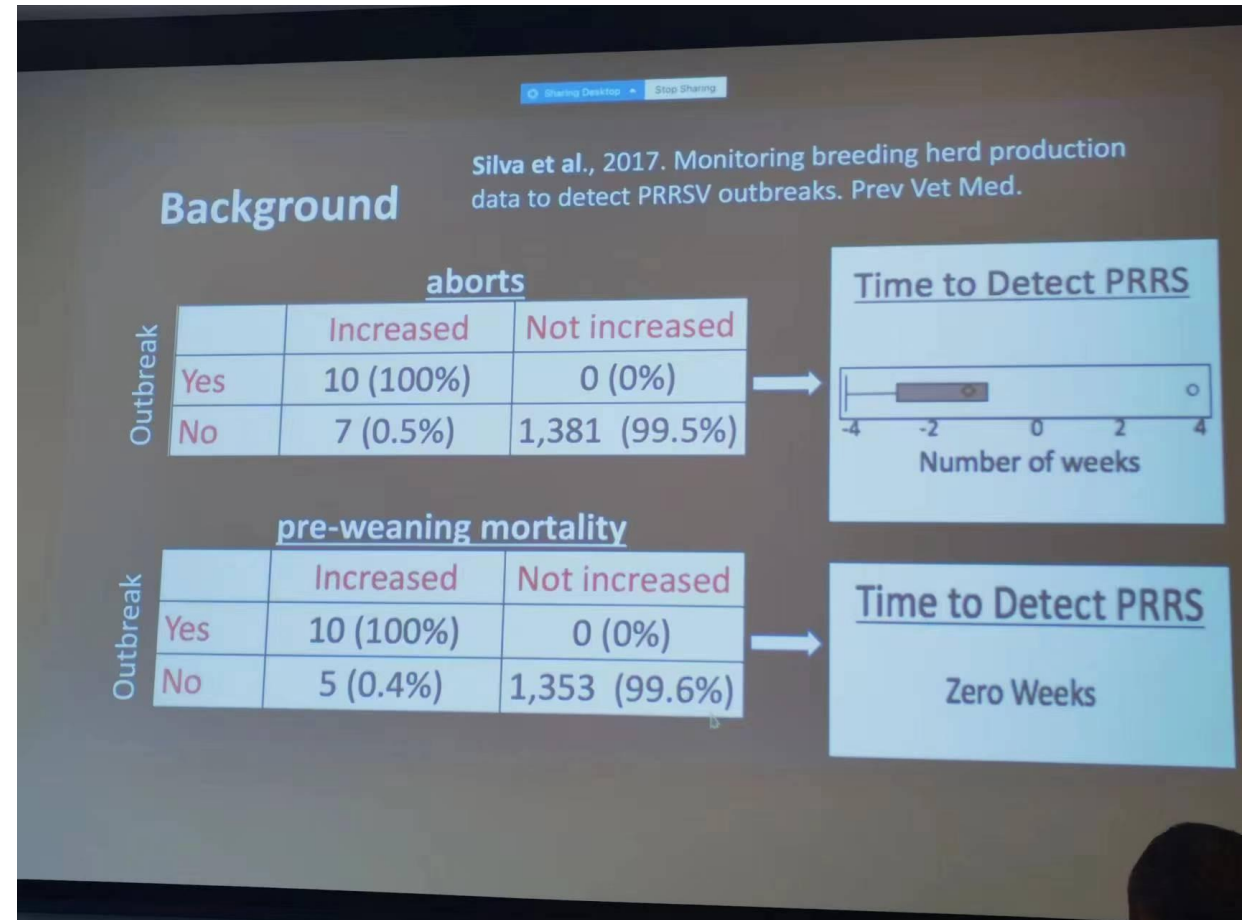 Sharing Desktop Stop Sharing
Background
Silva et al., 2017. Monitoring breeding herd production
data to detect PRRSV outbreaks. Prev Vet Med.
aborts
Outbreak
Increased Not increased
Yes 10 (100%) 0 (0%)
No 7 (0.5%) 1,381 (99.5%)
Time to Detect PRRS
-4 -2 0 2 4
Number of weeks
pre-weaning mortality
Outbreak
Increased Not increased
Yes 10 (100%) 0 (0%)
No 5 (0.4%) 1,353 (99.6%)
Time to Detect PRRS
Zero Weeks